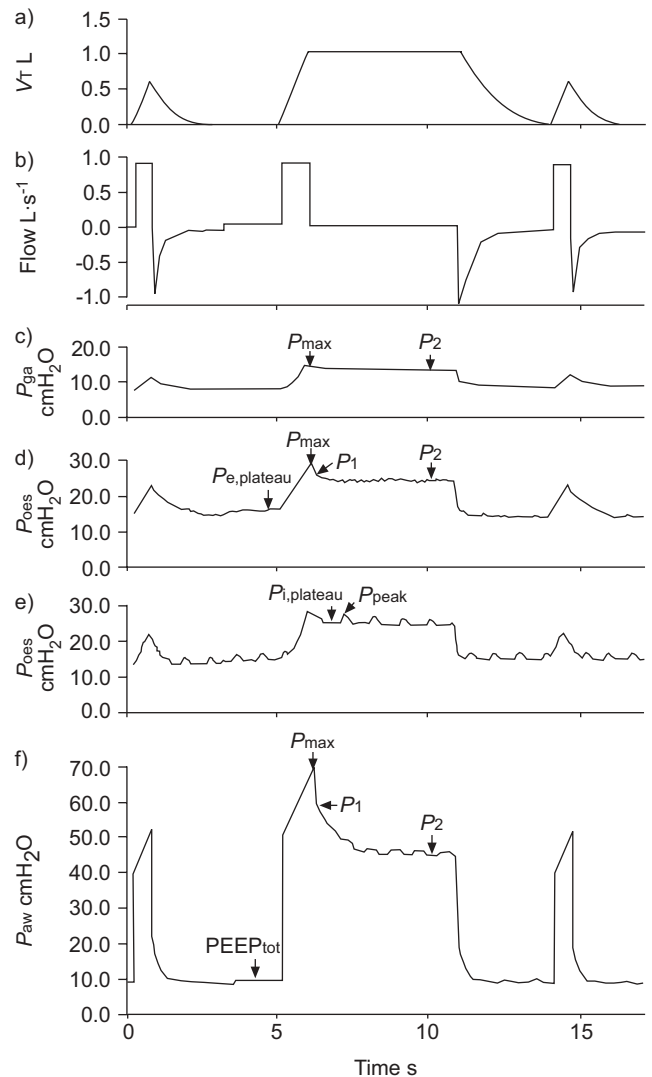 a)
1.5
1.0
0.5
0.0
VT L
b)
1.0
0.5
0.0
-0.5
-1.0
Flow L·s-1
c)
20.0
10.0
0.0
Pga
cmH2O
Pmax
P2
d)
30.0
20.0
10.0
0.0
Poes
cmH2O
Pe,plateau
Pmax
P1
P2
e)
30.0
20.0
10.0
0.0
Poes
cmH2O
Pi,plateau
Ppeak
f)
70.0
60.0
50.0
40.0
30.0
20.0
10.0
0.0
Paw cmH2O
Pmax
P1
P2
PEEPtot
0
5
10
15
Time s